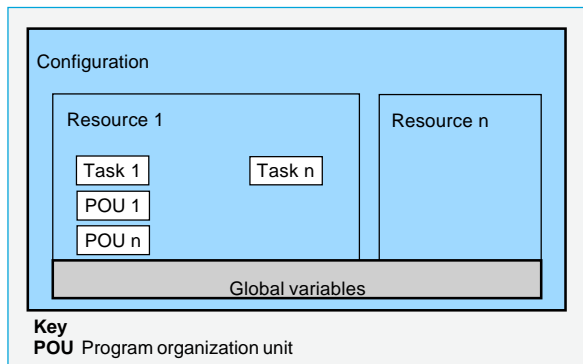 Configuration
Resource 1
Resource n
Task 1
Task n
POU 1
POU n
Global variables
Key
POU Program organization unit